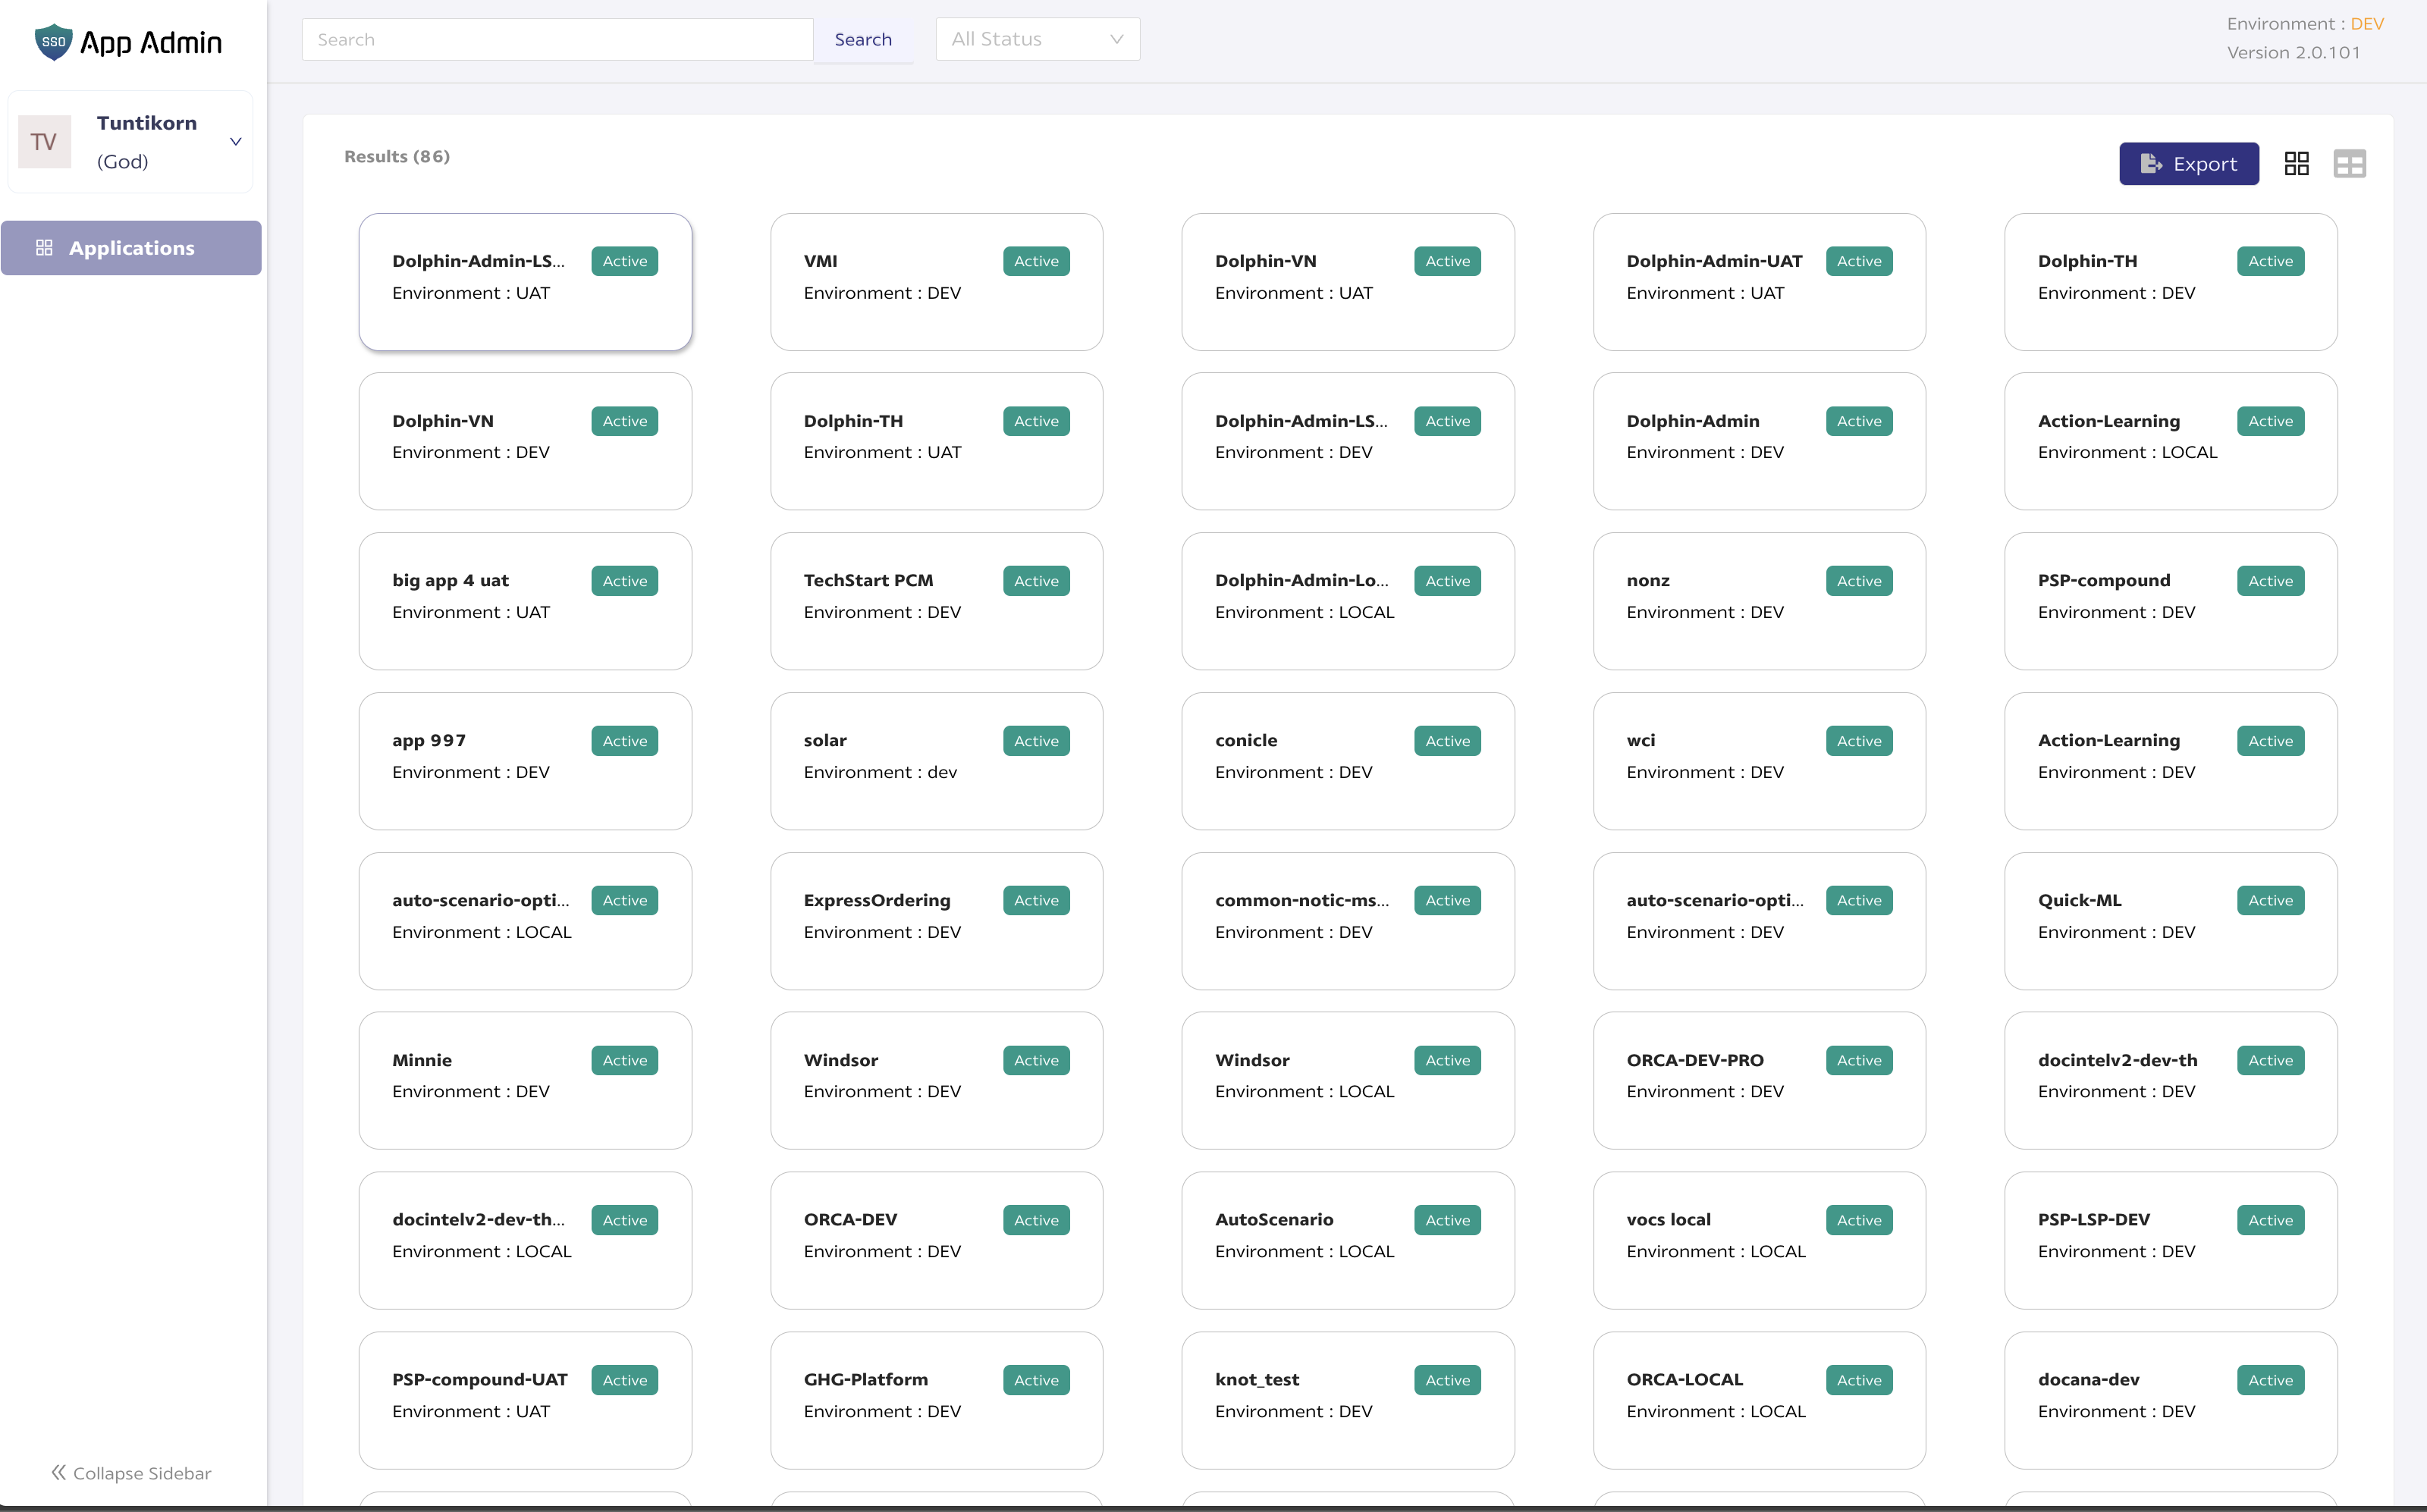 SSO App Admin
Search
Search
All Status
Environment : DEV
Version 2.0.101
TV
Tuntikorn
(God)
Applications
Results (86)
Export
Dolphin-Admin-LS... Active
Environment : UAT
VMI Active
Environment : DEV
Dolphin-VN Active
Environment : UAT
Dolphin-Admin-UAT Active
Environment : UAT
Dolphin-TH Active
Environment : DEV
Dolphin-VN Active
Environment : DEV
Dolphin-TH Active
Environment : UAT
Dolphin-Admin-LS... Active
Environment : DEV
Dolphin-Admin Active
Environment : DEV
Action-Learning Active
Environment : LOCAL
big app 4 uat Active
Environment : UAT
TechStart PCM Active
Environment : DEV
Dolphin-Admin-Lo... Active
Environment : LOCAL
nonz Active
Environment : DEV
PSP-compound Active
Environment : DEV
app 997 Active
Environment : DEV
solar Active
Environment : dev
conicle Active
Environment : DEV
wci Active
Environment : DEV
Action-Learning Active
Environment : DEV
auto-scenario-opti... Active
Environment : LOCAL
ExpressOrdering Active
Environment : DEV
common-notic-ms... Active
Environment : DEV
auto-scenario-opti... Active
Environment : DEV
Quick-ML Active
Environment : DEV
Minnie Active
Environment : DEV
Windsor Active
Environment : DEV
Windsor Active
Environment : LOCAL
ORCA-DEV-PRO Active
Environment : DEV
docintelv2-dev-th Active
Environment : DEV
docintelv2-dev-th... Active
Environment : LOCAL
ORCA-DEV Active
Environment : DEV
AutoScenario Active
Environment : LOCAL
vocs local Active
Environment : LOCAL
PSP-LSP-DEV Active
Environment : DEV
PSP-compound-UAT Active
Environment : UAT
GHG-Platform Active
Environment : DEV
knot_test Active
Environment : DEV
ORCA-LOCAL Active
Environment : LOCAL
docana-dev Active
Environment : DEV
Collapse Sidebar